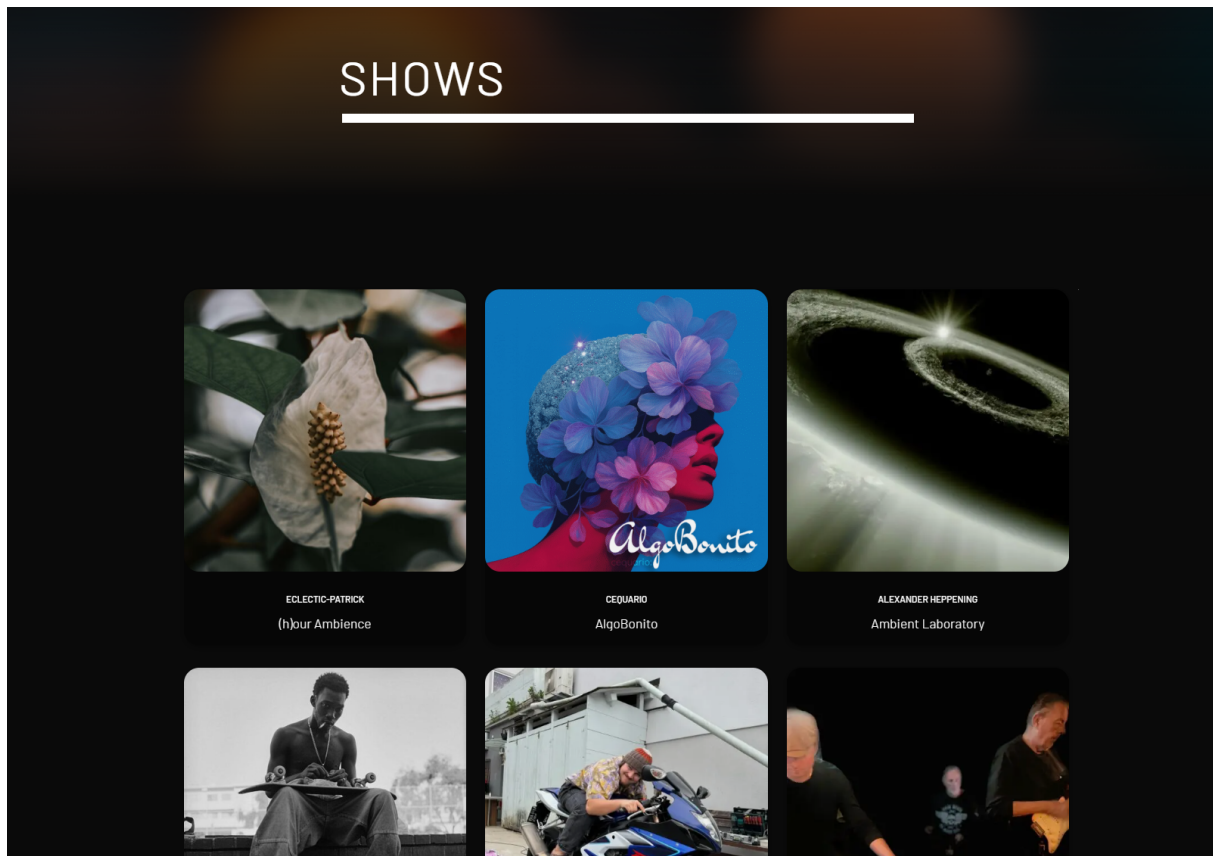 SHOWS
AlgoBonito
ECLECTIC-PATRICK
(h)our Ambience
CEQUARIO
AlgoBonito
ALEXANDER HEPPENING
Ambient Laboratory